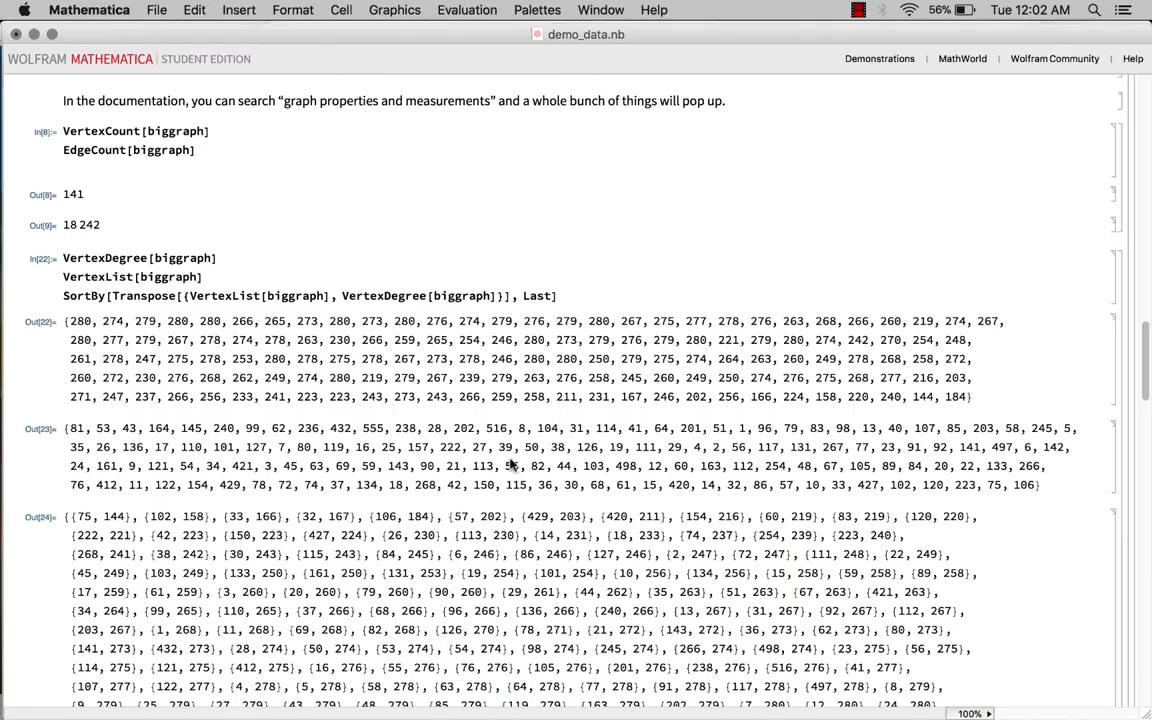 Mathematica File Edit Insert Format Cell Graphics Evaluation Palettes Window Help 56% Tue 12:02 AM
demo_data.nb
WOLFRAM MATHEMATICA | STUDENT EDITION Demonstrations | MathWorld | Wolfram Community | Help
In the documentation, you can search “graph properties and measurements” and a whole bunch of things will pop up.
In[8]:= VertexCount[biggraph]
EdgeCount[biggraph]
Out[8]= 141
Out[9]= 18 242
In[22]:= VertexDegree[biggraph]
VertexList[biggraph]
SortBy[Transpose[{VertexList[biggraph], VertexDegree[biggraph]}], Last]
Out[22]= {280, 274, 279, 280, 280, 266, 265, 273, 280, 273, 280, 276, 274, 279, 276, 279, 280, 267, 275, 277, 278, 276, 263, 268, 266, 260, 219, 274, 267,
280, 277, 279, 267, 278, 274, 278, 263, 230, 266, 259, 265, 254, 246, 280, 273, 279, 276, 279, 280, 221, 279, 280, 274, 242, 270, 254, 248,
261, 278, 247, 275, 278, 253, 280, 278, 275, 278, 267, 273, 278, 246, 280, 280, 250, 279, 275, 274, 264, 263, 260, 249, 278, 268, 258, 272,
260, 272, 230, 276, 268, 262, 249, 274, 280, 219, 279, 267, 239, 279, 263, 276, 258, 245, 260, 249, 250, 274, 276, 275, 268, 277, 216, 203,
271, 247, 237, 266, 256, 233, 241, 223, 223, 243, 273, 243, 266, 259, 258, 211, 231, 167, 246, 202, 256, 166, 224, 158, 220, 240, 144, 184}
Out[23]= {81, 53, 43, 164, 145, 240, 99, 62, 236, 432, 555, 238, 28, 202, 516, 8, 104, 31, 114, 41, 64, 201, 51, 1, 96, 79, 83, 98, 13, 40, 107, 85, 203, 58, 245, 5,
35, 26, 136, 17, 110, 101, 127, 7, 80, 119, 16, 25, 157, 222, 27, 39, 50, 38, 126, 19, 111, 29, 4, 2, 56, 117, 131, 267, 77, 23, 91, 92, 141, 497, 6, 142,
24, 161, 9, 121, 54, 34, 421, 3, 45, 63, 69, 59, 143, 90, 21, 113, 82, 44, 103, 498, 12, 60, 163, 112, 254, 48, 67, 105, 89, 84, 20, 22, 133, 266,
76, 412, 11, 122, 154, 429, 78, 72, 74, 37, 134, 18, 268, 42, 150, 115, 36, 30, 68, 61, 15, 420, 14, 32, 86, 57, 10, 33, 427, 102, 120, 223, 75, 106}
Out[24]= {{75, 144}, {102, 158}, {33, 166}, {32, 167}, {106, 184}, {57, 202}, {429, 203}, {420, 211}, {154, 216}, {60, 219}, {83, 219}, {120, 220},
{222, 221}, {42, 223}, {150, 223}, {427, 224}, {26, 230}, {113, 230}, {14, 231}, {18, 233}, {74, 237}, {254, 239}, {223, 240},
{268, 241}, {38, 242}, {30, 243}, {115, 243}, {84, 245}, {6, 246}, {86, 246}, {127, 246}, {2, 247}, {72, 247}, {111, 248}, {22, 249},
{45, 249}, {103, 249}, {133, 250}, {161, 250}, {131, 253}, {19, 254}, {101, 254}, {10, 256}, {134, 256}, {15, 258}, {59, 258}, {89, 258},
{17, 259}, {61, 259}, {3, 260}, {20, 260}, {79, 260}, {90, 260}, {29, 261}, {44, 262}, {35, 263}, {51, 263}, {67, 263}, {421, 263},
{34, 264}, {99, 265}, {110, 265}, {37, 266}, {68, 266}, {96, 266}, {136, 266}, {240, 266}, {13, 267}, {31, 267}, {92, 267}, {112, 267},
{203, 267}, {1, 268}, {11, 268}, {69, 268}, {82, 268}, {126, 270}, {78, 271}, {21, 272}, {143, 272}, {36, 273}, {62, 273}, {80, 273},
{141, 273}, {432, 273}, {28, 274}, {50, 274}, {53, 274}, {54, 274}, {98, 274}, {245, 274}, {266, 274}, {498, 274}, {23, 275}, {56, 275},
{114, 275}, {121, 275}, {412, 275}, {16, 276}, {55, 276}, {76, 276}, {105, 276}, {201, 276}, {238, 276}, {516, 276}, {41, 277},
{107, 277}, {122, 277}, {4, 278}, {5, 278}, {58, 278}, {63, 278}, {64, 278}, {77, 278}, {91, 278}, {117, 278}, {497, 278}, {8, 279},
{9, 279}, {25, 279}, {27, 279}, {43, 279}, {48, 279}, {85, 279}, {119, 279}, {163, 279}, {202, 279}, {7, 280}, {12, 280}, {24, 280},
100%